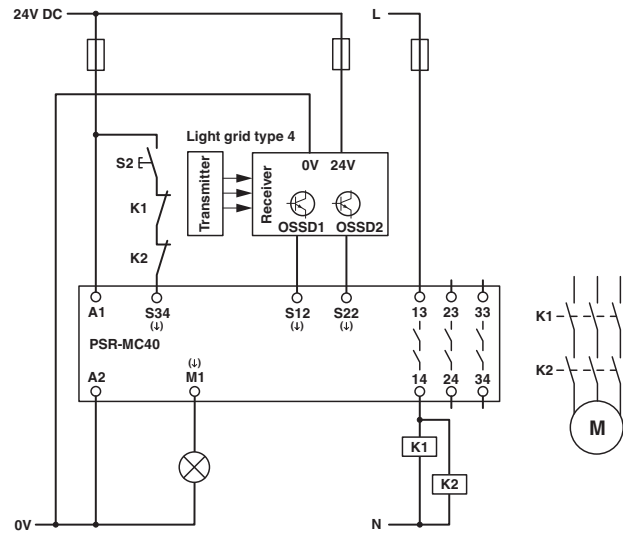 24V DC
L
Light grid type 4
0V 24V
S2
Transmitter
Receiver
K1
OSSD1 OSSD2
K2
A1 S34 S12 S22 13 23 33
(↓) (↓) (↓)
PSR-MC40
(↓)
A2 M1 14 24 34
K1
K2
0V
N
K1
K2
M